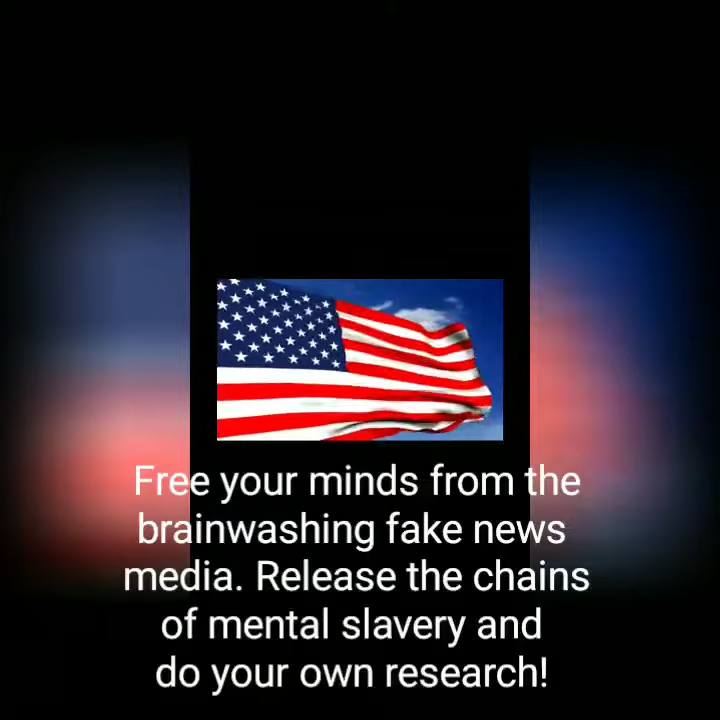 Free your minds from the
brainwashing fake news
media. Release the chains
of mental slavery and
do your own research!